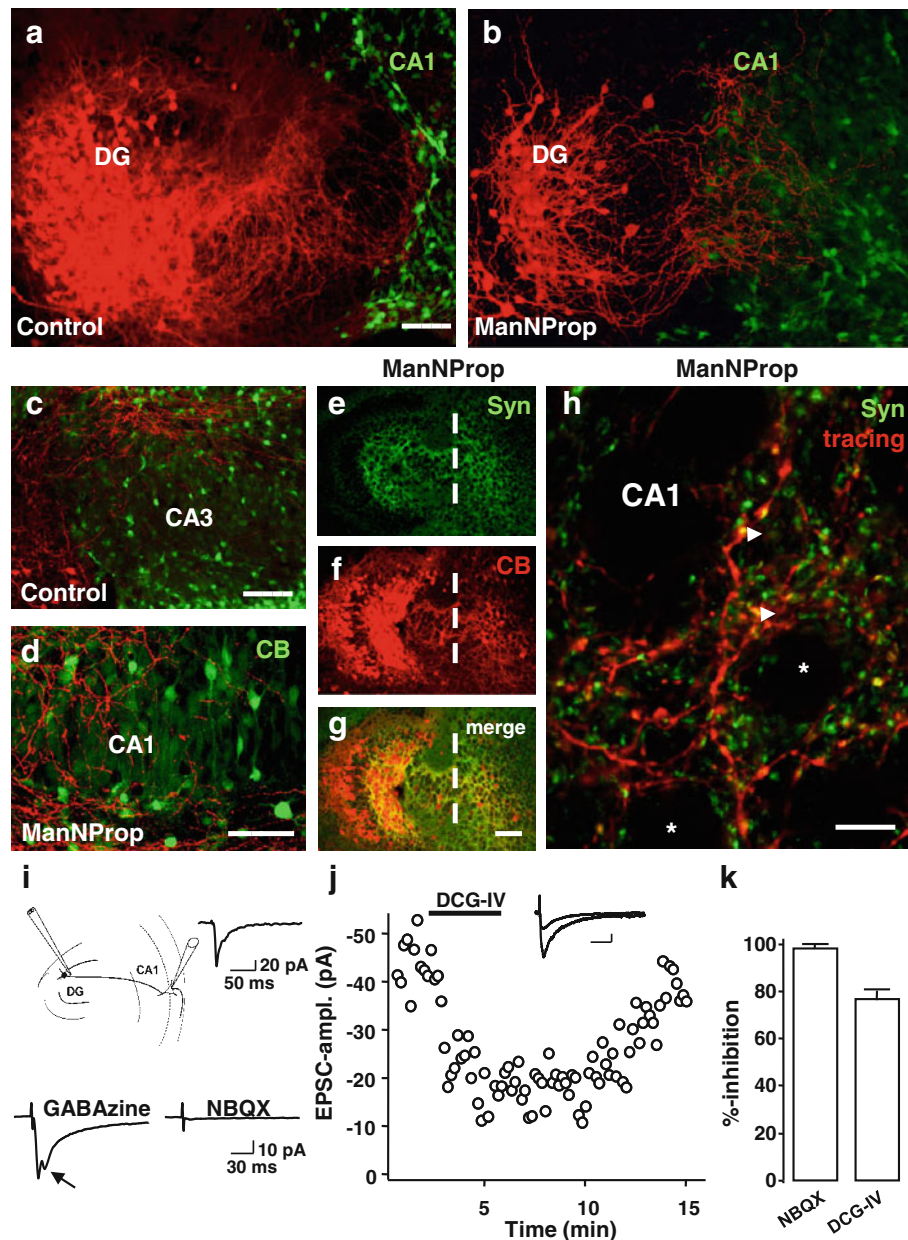 a
CA1
DG
Control
b
CA1
DG
ManNProp
ManNProp
ManNProp
c
CA3
Control
d
CB
CA1
ManNProp
e
Syn
f
CB
g
merge
h
Syn
tracing
CA1
*
*
i
DG
CA1
20 pA
50 ms
GABAzine
NBQX
10 pA
30 ms
j
DCG-IV
EPSC-ampl. (pA)
-50
-40
-30
-20
-10
0
5
10
15
Time (min)
k
%-inhibition
100
80
60
40
20
0
NBQX
DCG-IV